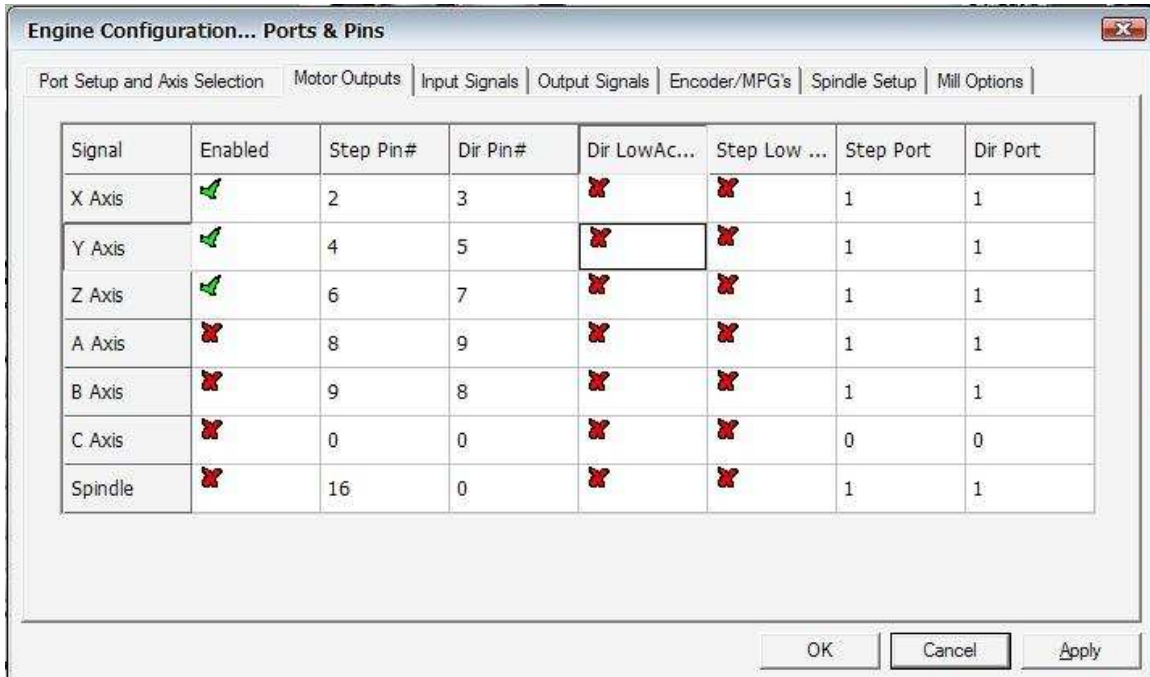 Engine Configuration... Ports & Pins
Port Setup and Axis Selection Motor Outputs Input Signals Output Signals Encoder/MPG's Spindle Setup Mill Options
Signal Enabled Step Pin# Dir Pin# Dir LowAc... Step Low ... Step Port Dir Port
X Axis 2 3 1 1
Y Axis 4 5 1 1
Z Axis 6 7 1 1
A Axis 8 9 1 1
B Axis 9 8 1 1
C Axis 0 0 0 0
Spindle 16 0 1 1
OK Cancel Apply